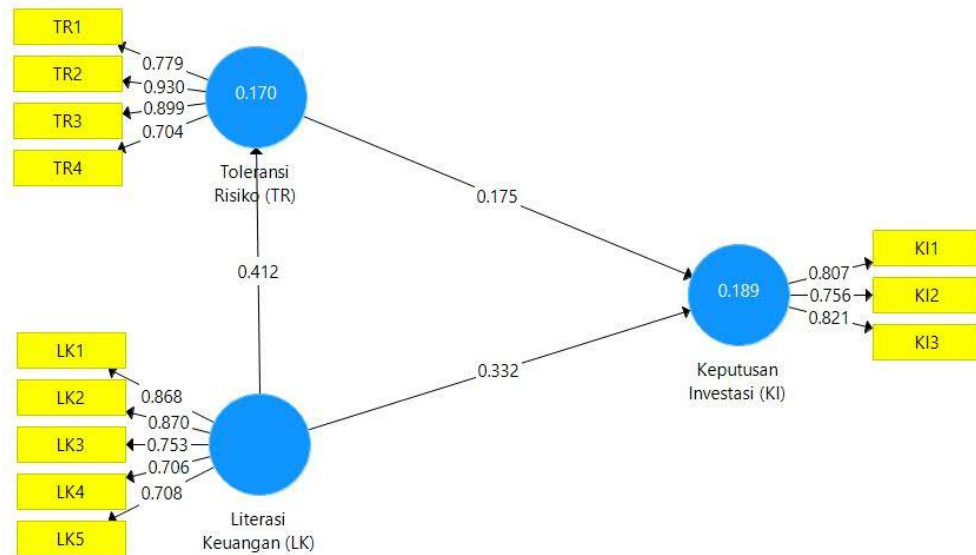 TR1
TR2
TR3
TR4
0.779
0.930
0.899
0.704
0.170
Toleransi
Risiko (TR)
0.175
0.412
0.189
Keputusan
Investasi (KI)
0.807
0.756
0.821
KI1
KI2
KI3
0.332
LK1
LK2
LK3
LK4
LK5
0.868
0.870
0.753
0.706
0.708
Literasi
Keuangan (LK)